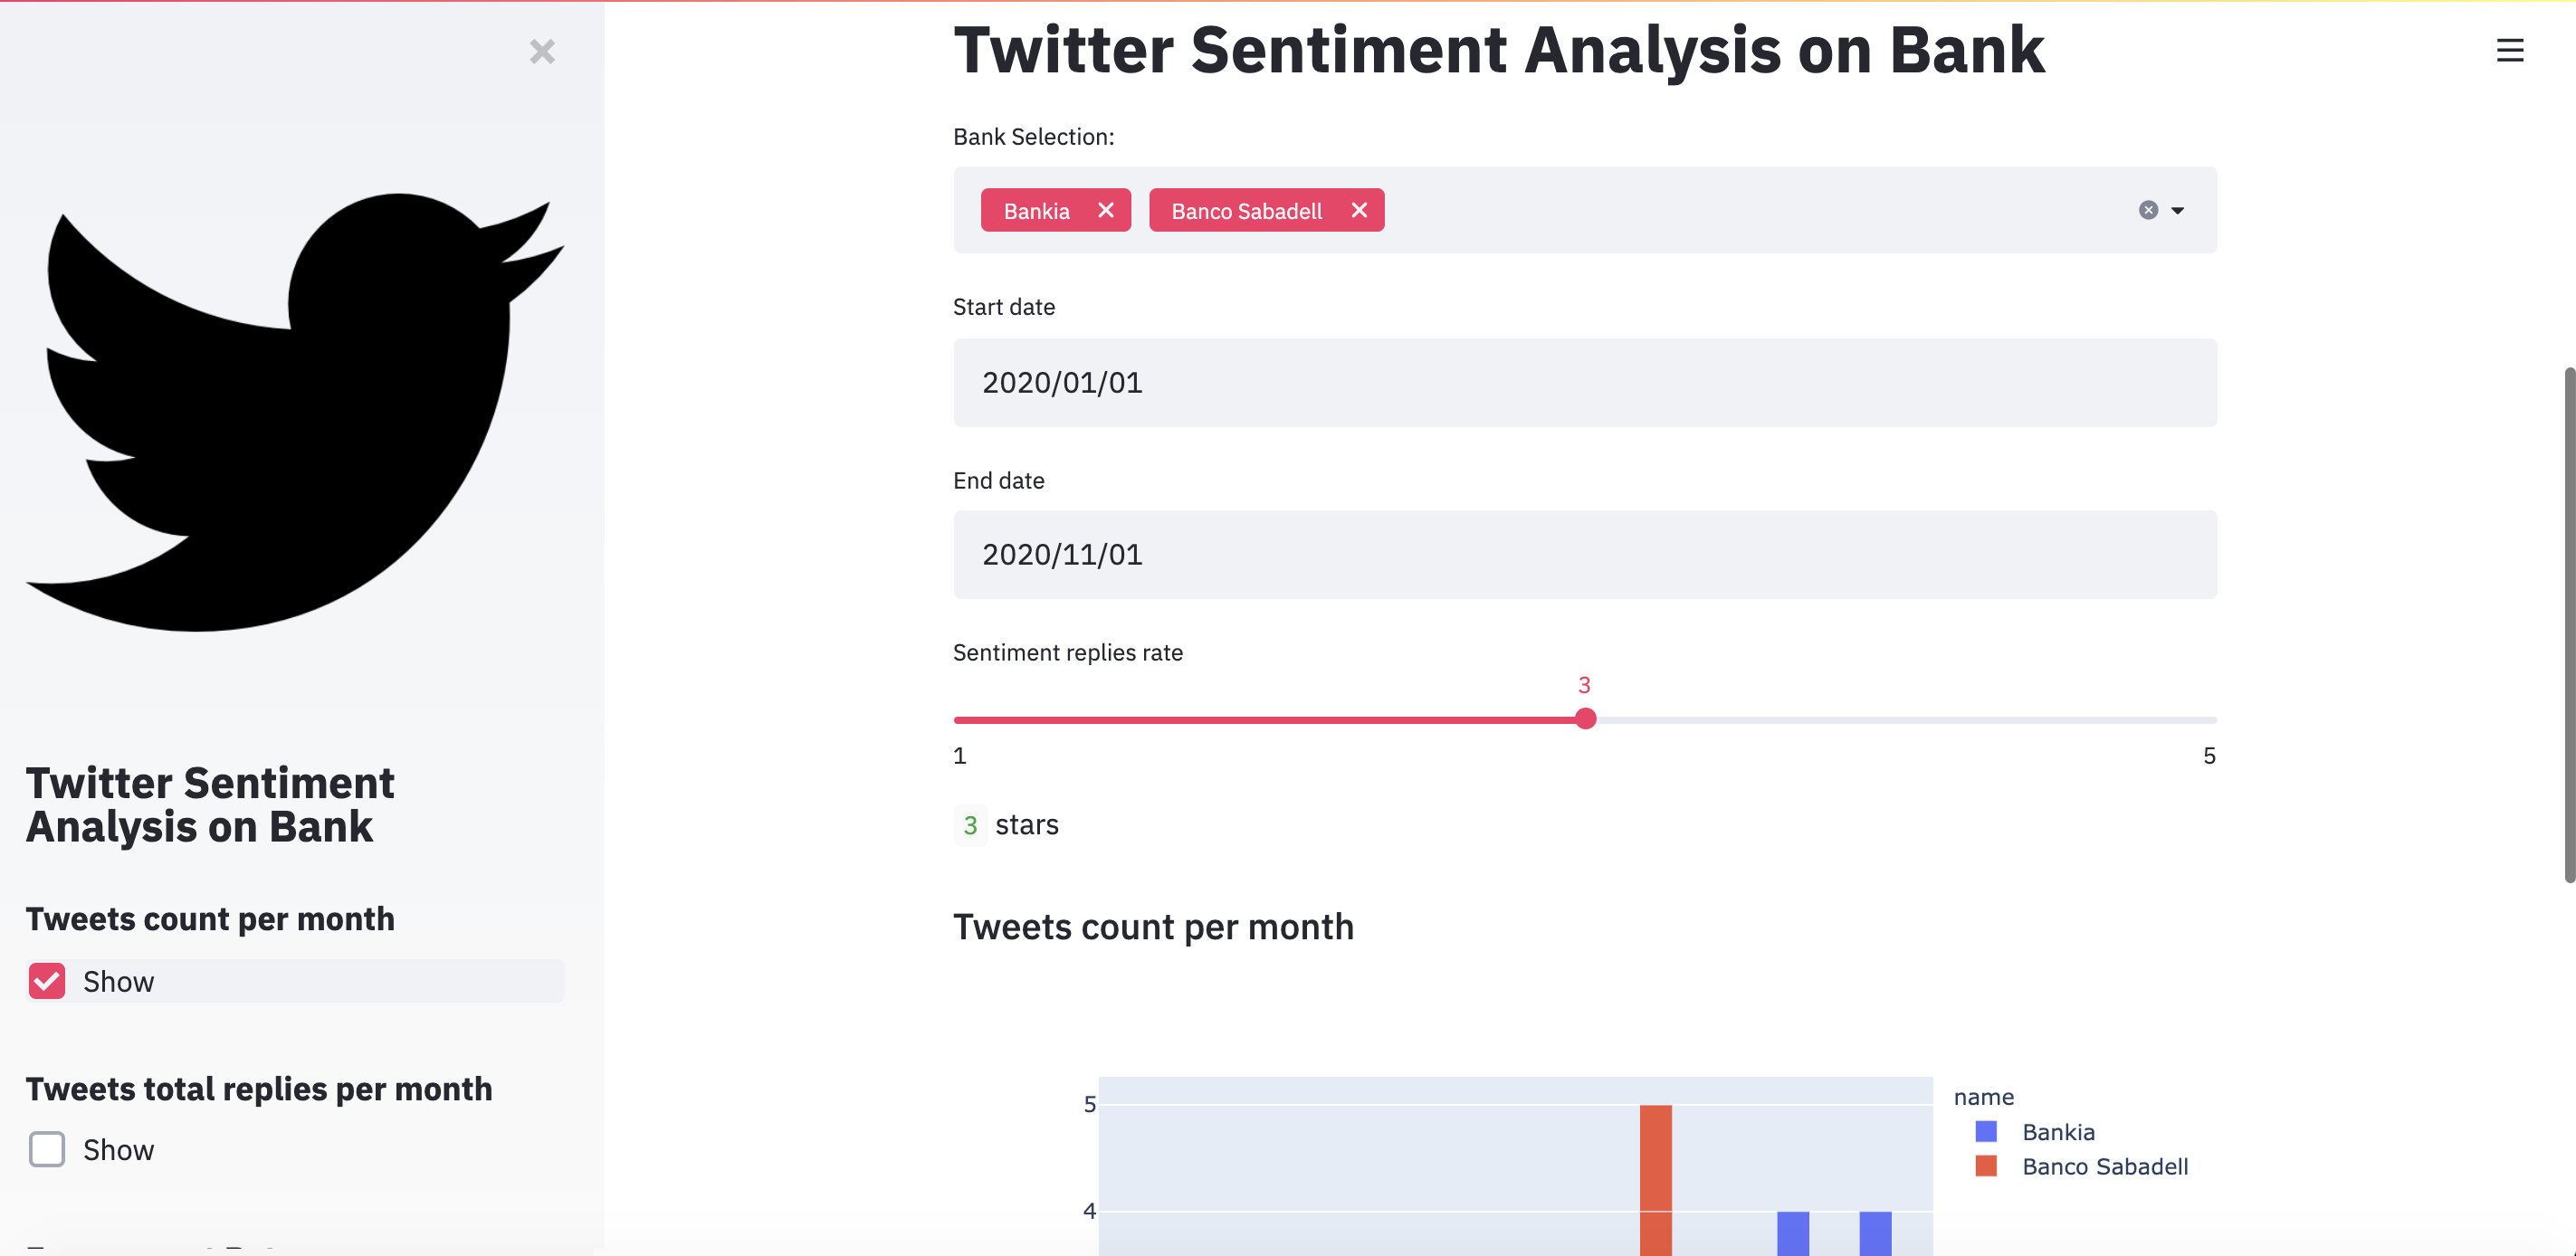 Twitter Sentiment
Analysis on Bank
Tweets count per month
Show
Tweets total replies per month
Show
Twitter Sentiment Analysis on Bank
Bank Selection:
Bankia
Banco Sabadell
Start date
2020/01/01
End date
2020/11/01
Sentiment replies rate
3
1
5
3 stars
Tweets count per month
5
4
name
Bankia
Banco Sabadell